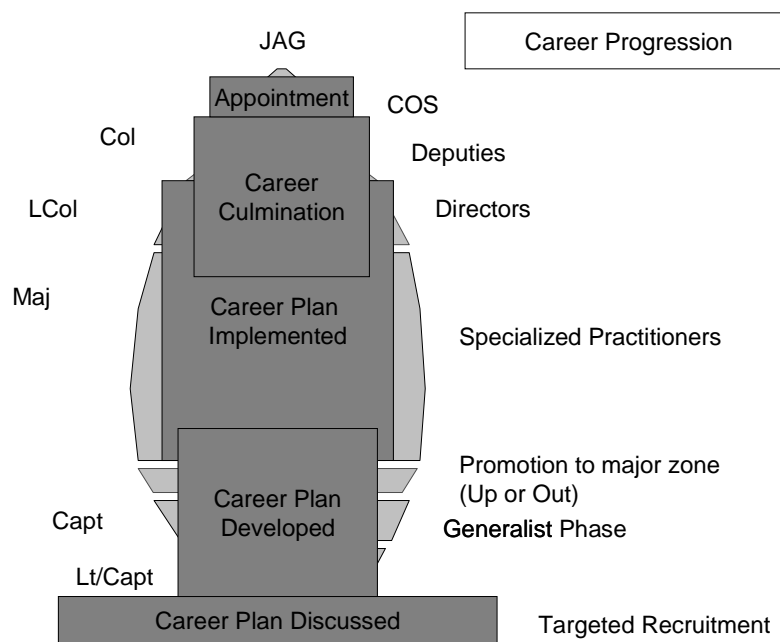 JAG
Career Progression
Appointment
COS
Col
Deputies
Career
Culmination
LCol
Directors
Maj
Career Plan
Implemented
Specialized Practitioners
Promotion to major zone
(Up or Out)
Career Plan
Developed
Capt
Generalist Phase
Lt/Capt
Career Plan Discussed
Targeted Recruitment